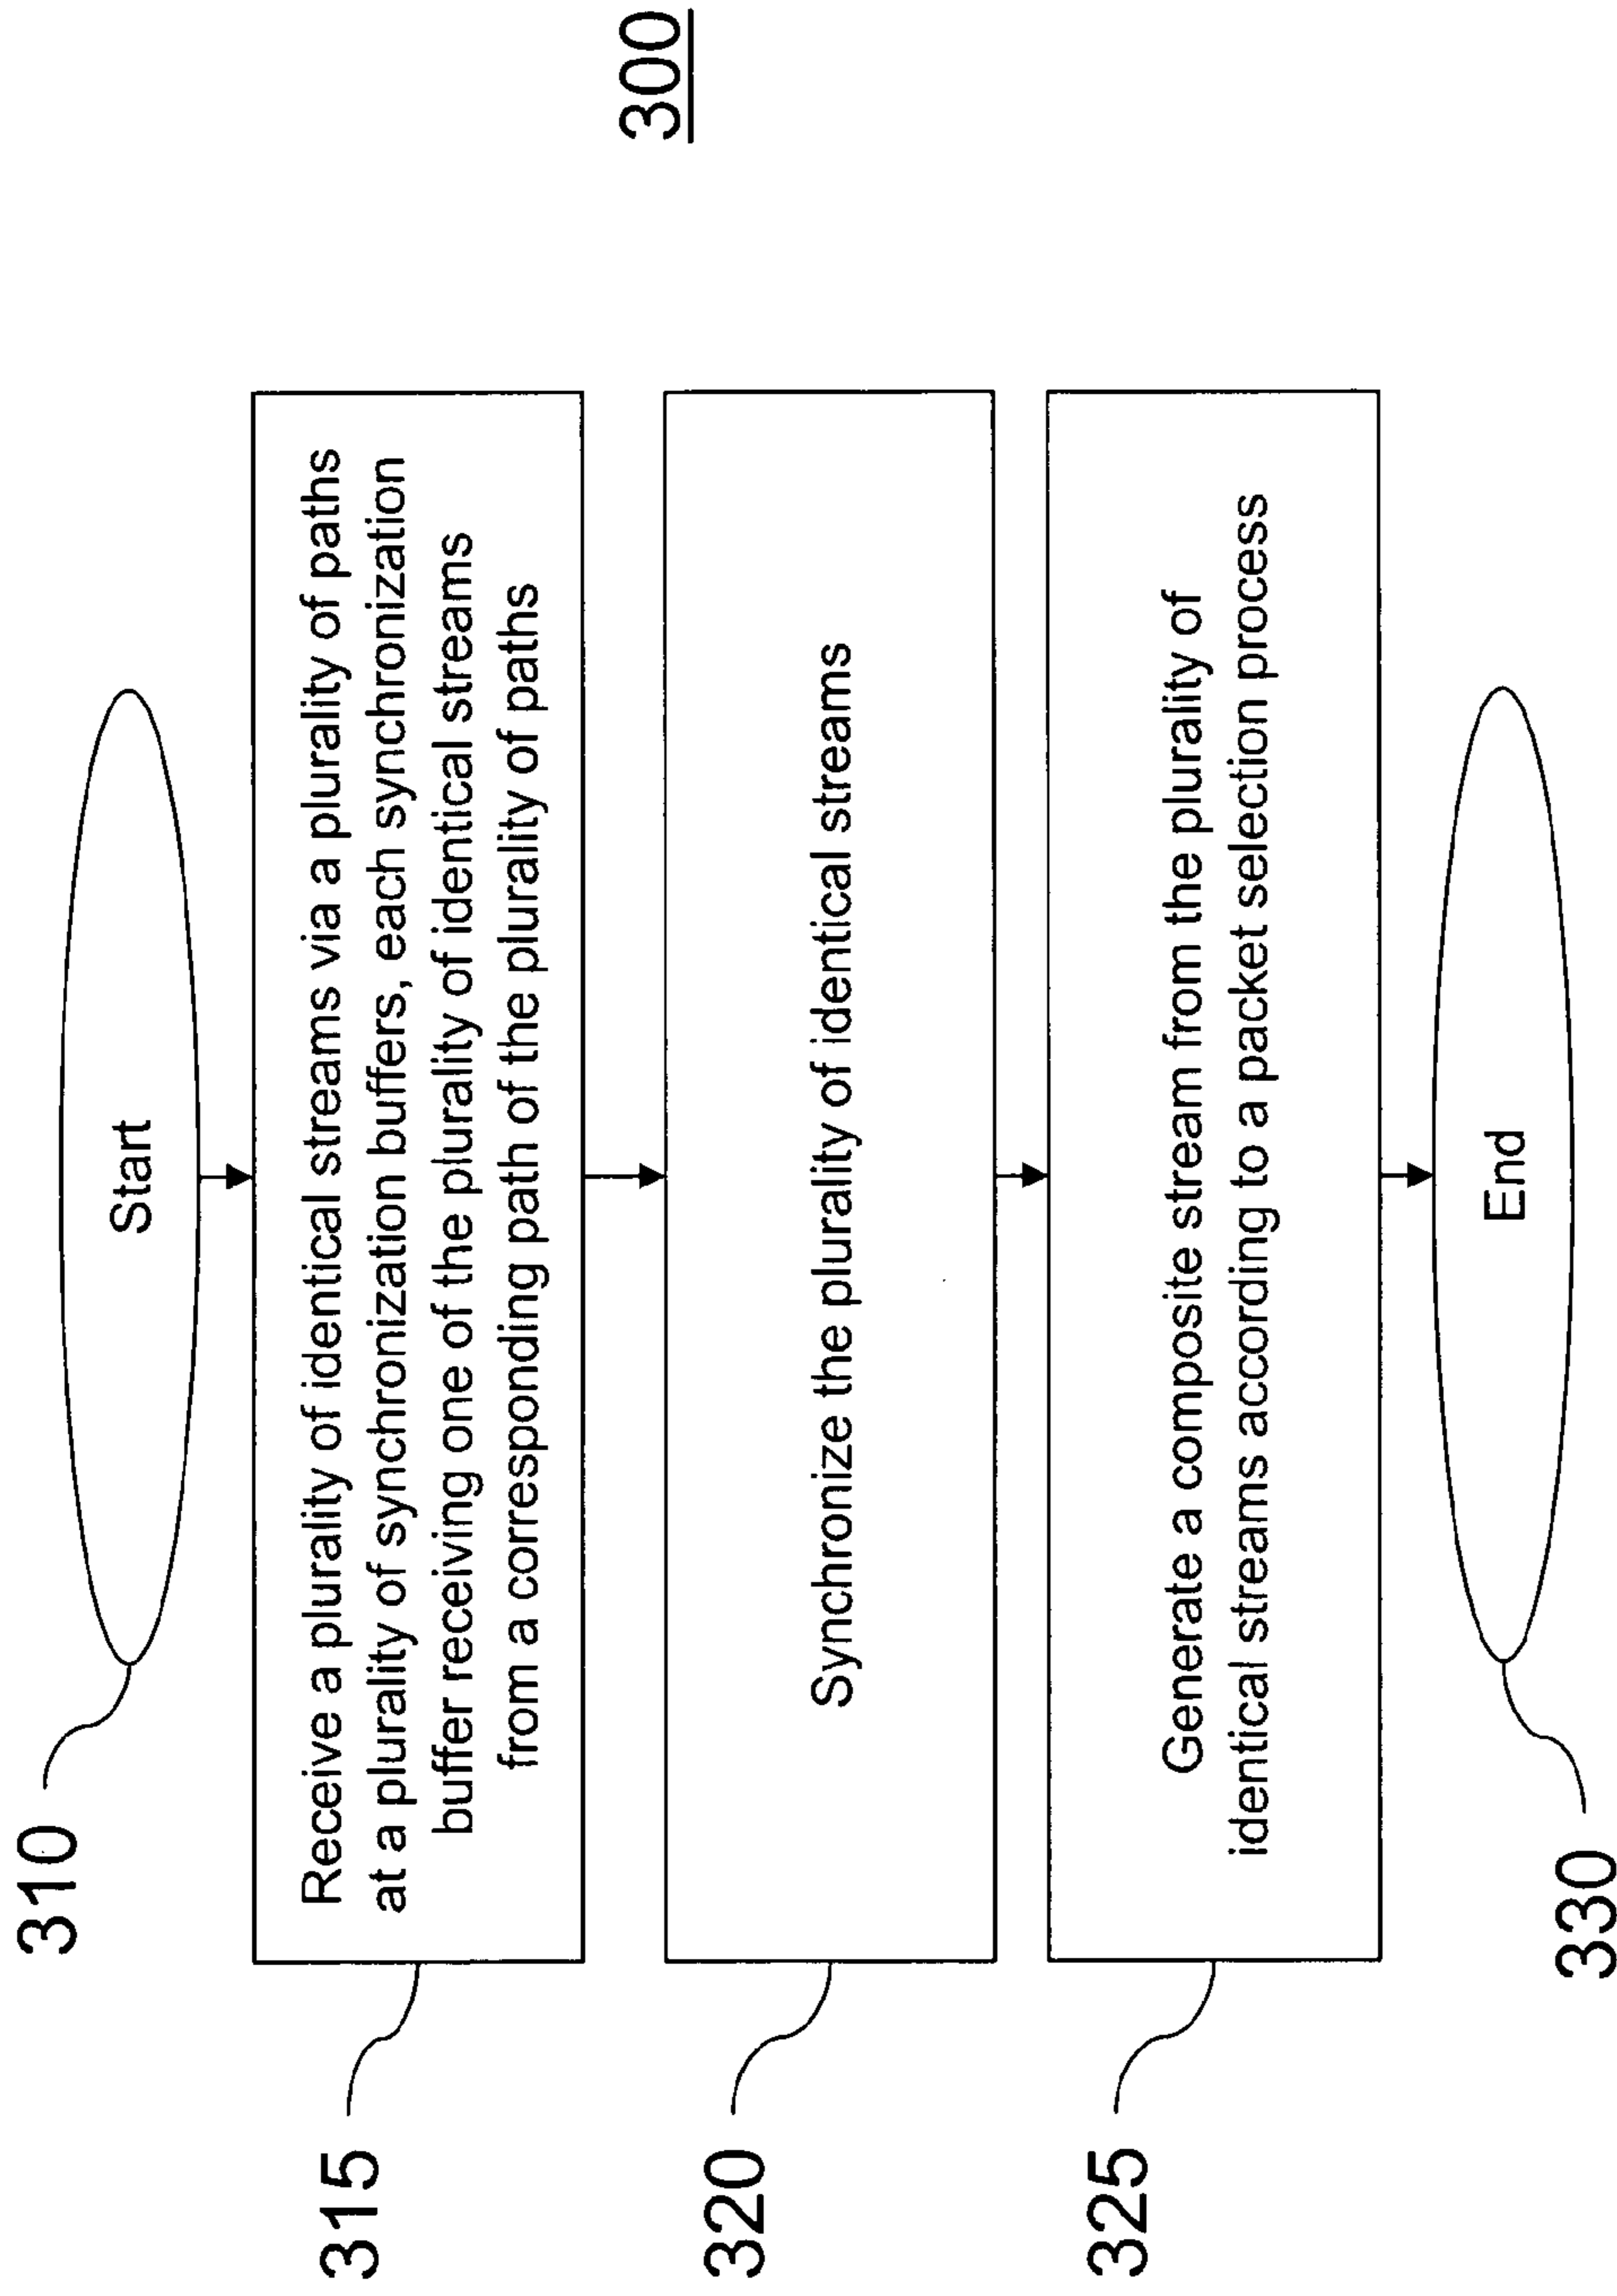 310
Start
315
Receive a plurality of identical streams via a plurality of paths
at a plurality of synchronization buffers, each synchronization
buffer receiving one of the plurality of identical streams
from a corresponding path of the plurality of paths
300
320
Synchronize the plurality of identical streams
325
Generate a composite stream from the plurality of
identical streams according to a packet selection process
330
End